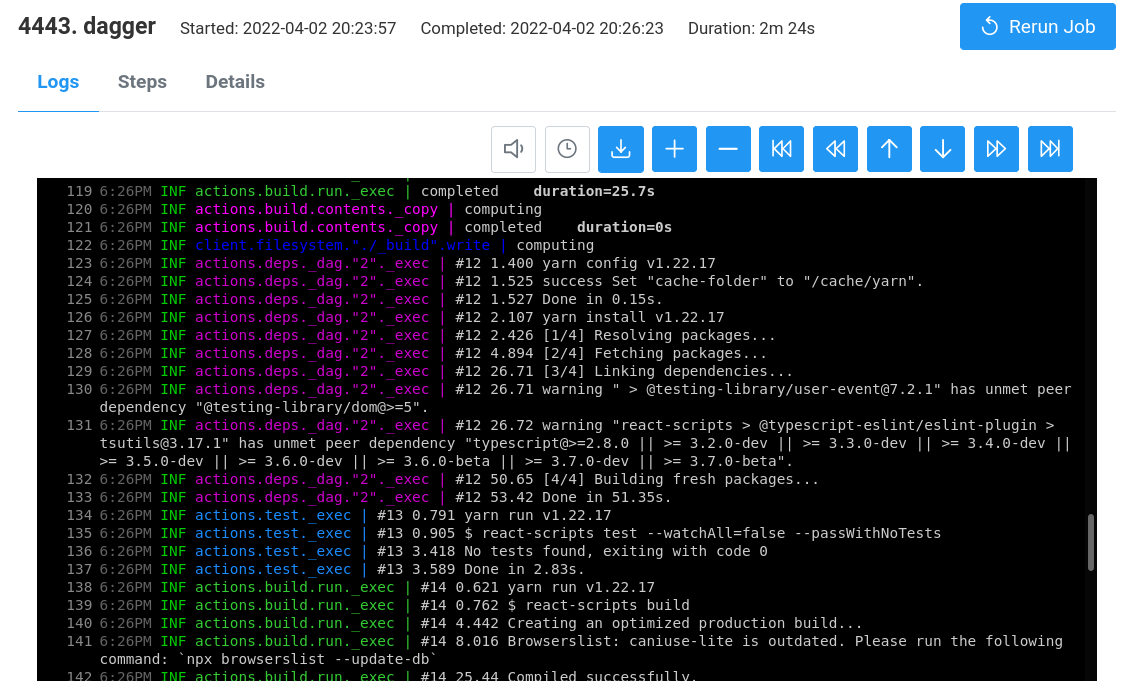 4443. dagger Started: 2022-04-02 20:23:57 Completed: 2022-04-02 20:26:23 Duration: 2m 24s Rerun Job
Logs Steps Details
119 6:26PM INF actions.build.run._exec | completed    duration=25.7s
120 6:26PM INF actions.build.contents._copy | computing
121 6:26PM INF actions.build.contents._copy | completed    duration=0s
122 6:26PM INF client.filesystem."./_build".write | computing
123 6:26PM INF actions.deps._dag."2"._exec | #12 1.400 yarn config v1.22.17
124 6:26PM INF actions.deps._dag."2"._exec | #12 1.525 success Set "cache-folder" to "/cache/yarn".
125 6:26PM INF actions.deps._dag."2"._exec | #12 1.527 Done in 0.15s.
126 6:26PM INF actions.deps._dag."2"._exec | #12 2.107 yarn install v1.22.17
127 6:26PM INF actions.deps._dag."2"._exec | #12 2.426 [1/4] Resolving packages...
128 6:26PM INF actions.deps._dag."2"._exec | #12 4.894 [2/4] Fetching packages...
129 6:26PM INF actions.deps._dag."2"._exec | #12 26.71 [3/4] Linking dependencies...
130 6:26PM INF actions.deps._dag."2"._exec | #12 26.71 warning " > @testing-library/user-event@7.2.1" has unmet peer
dependency "@testing-library/dom@>=5".
131 6:26PM INF actions.deps._dag."2"._exec | #12 26.72 warning "react-scripts > @typescript-eslint/eslint-plugin >
tsutils@3.17.1" has unmet peer dependency "typescript@>=2.8.0 || >= 3.2.0-dev || >= 3.3.0-dev || >= 3.4.0-dev ||
>= 3.5.0-dev || >= 3.6.0-dev || >= 3.6.0-beta || >= 3.7.0-dev || >= 3.7.0-beta".
132 6:26PM INF actions.deps._dag."2"._exec | #12 50.65 [4/4] Building fresh packages...
133 6:26PM INF actions.deps._dag."2"._exec | #12 53.42 Done in 51.35s.
134 6:26PM INF actions.test._exec | #13 0.791 yarn run v1.22.17
135 6:26PM INF actions.test._exec | #13 0.905 $ react-scripts test --watchAll=false --passWithNoTests
136 6:26PM INF actions.test._exec | #13 3.418 No tests found, exiting with code 0
137 6:26PM INF actions.test._exec | #13 3.589 Done in 2.83s.
138 6:26PM INF actions.build.run._exec | #14 0.621 yarn run v1.22.17
139 6:26PM INF actions.build.run._exec | #14 0.762 $ react-scripts build
140 6:26PM INF actions.build.run._exec | #14 4.442 Creating an optimized production build...
141 6:26PM INF actions.build.run._exec | #14 8.016 Browserslist: caniuse-lite is outdated. Please run the following
command: `npx browserslist --update-db`
142 6:26PM INF actions.build.run._exec | #14 25.44 Compiled successfully.